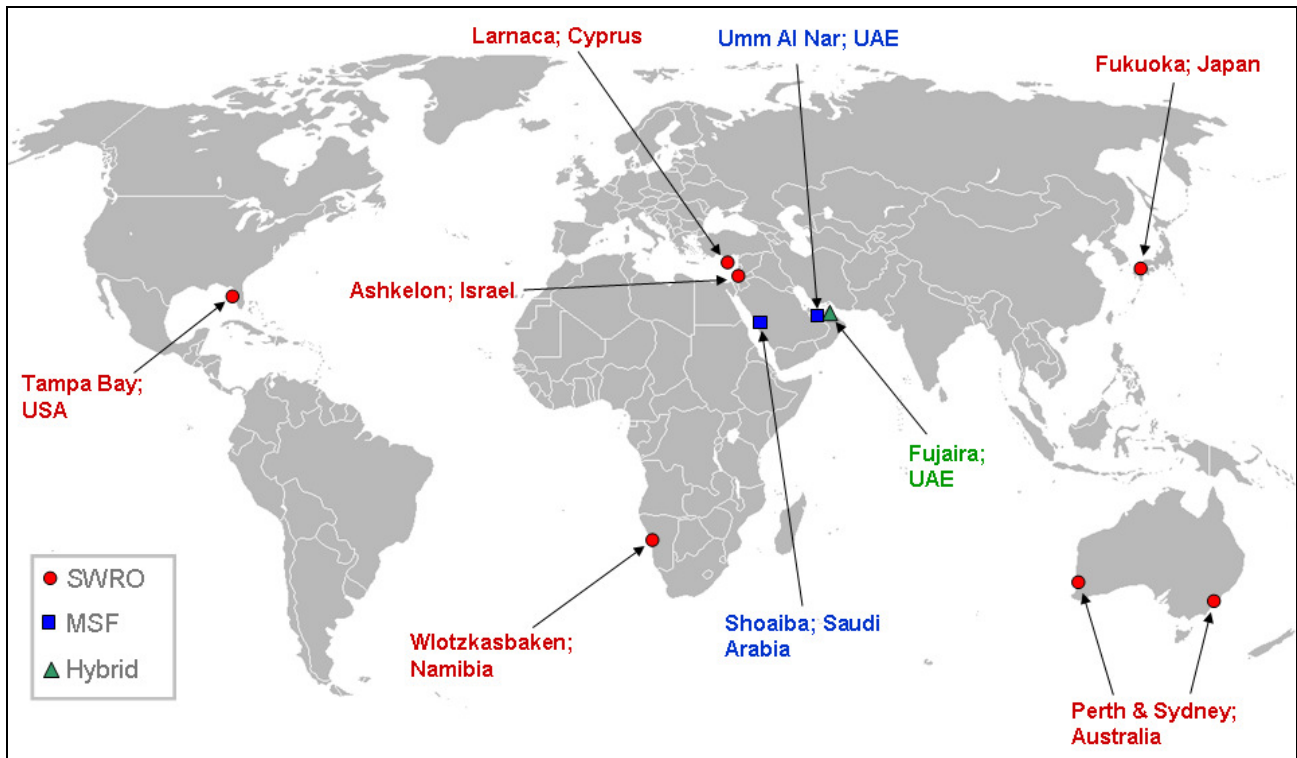 Larnaca; Cyprus
Umm Al Nar; UAE
Fukuoka; Japan
Ashkelon; Israel
Tampa Bay;
USA
Fujaira;
UAE
SWRO
MSF
Hybrid
Wlotzkasbaken;
Namibia
Shoaiba; Saudi
Arabia
Perth & Sydney;
Australia